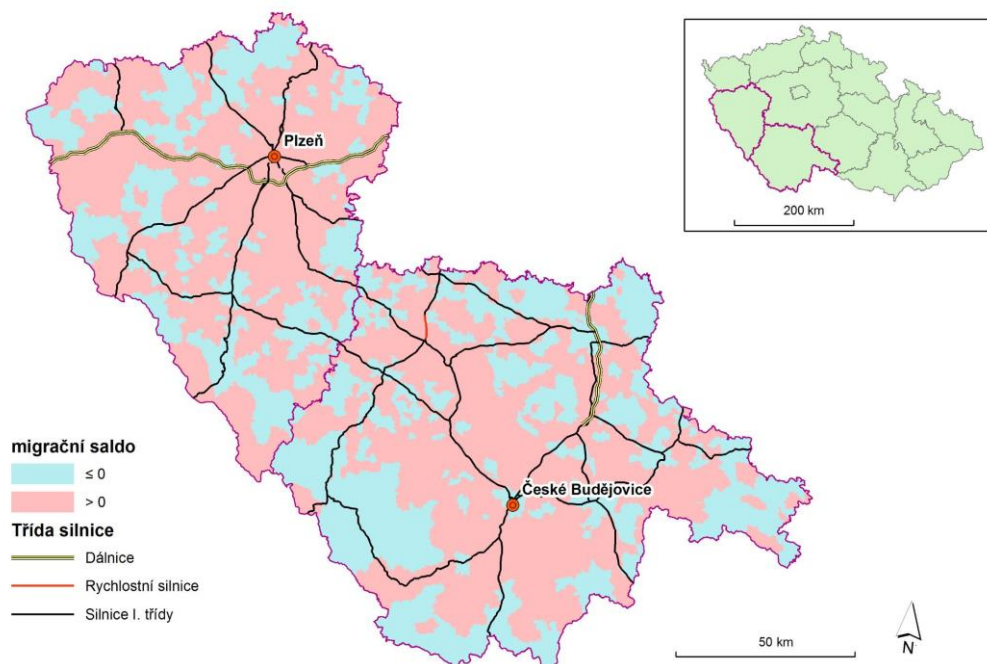 Plzeň
200 km
České Budějovice
migrační saldo
≤ 0
> 0
Třída silnice
Dálnice
Rychlostní silnice
Silnice I. třídy
50 km
N